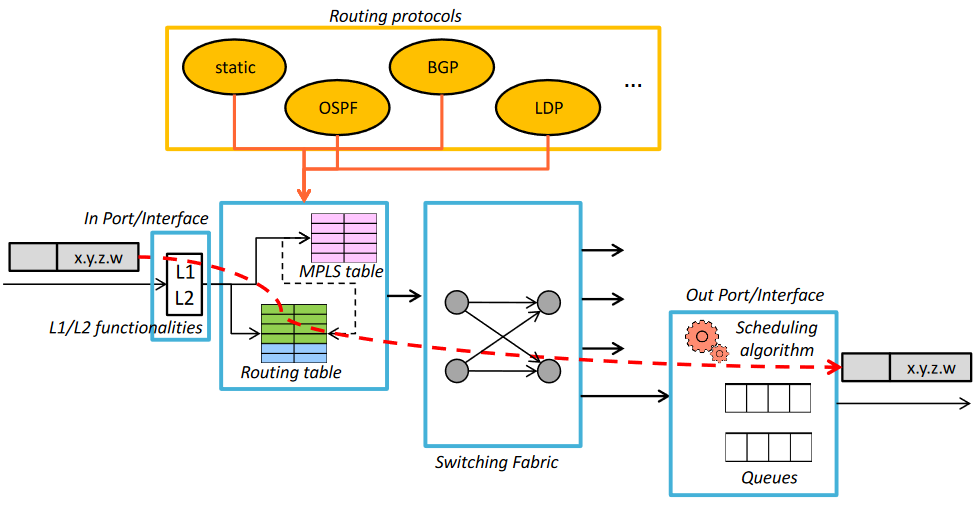 Routing protocols
static
BGP
...
OSPF
LDP
In Port/Interface
x.y.z.w
L1
L2
MPLS table
L1/L2 functionalities
Routing table
Switching Fabric
Out Port/Interface
Scheduling
algorithm
x.y.z.w
Queues